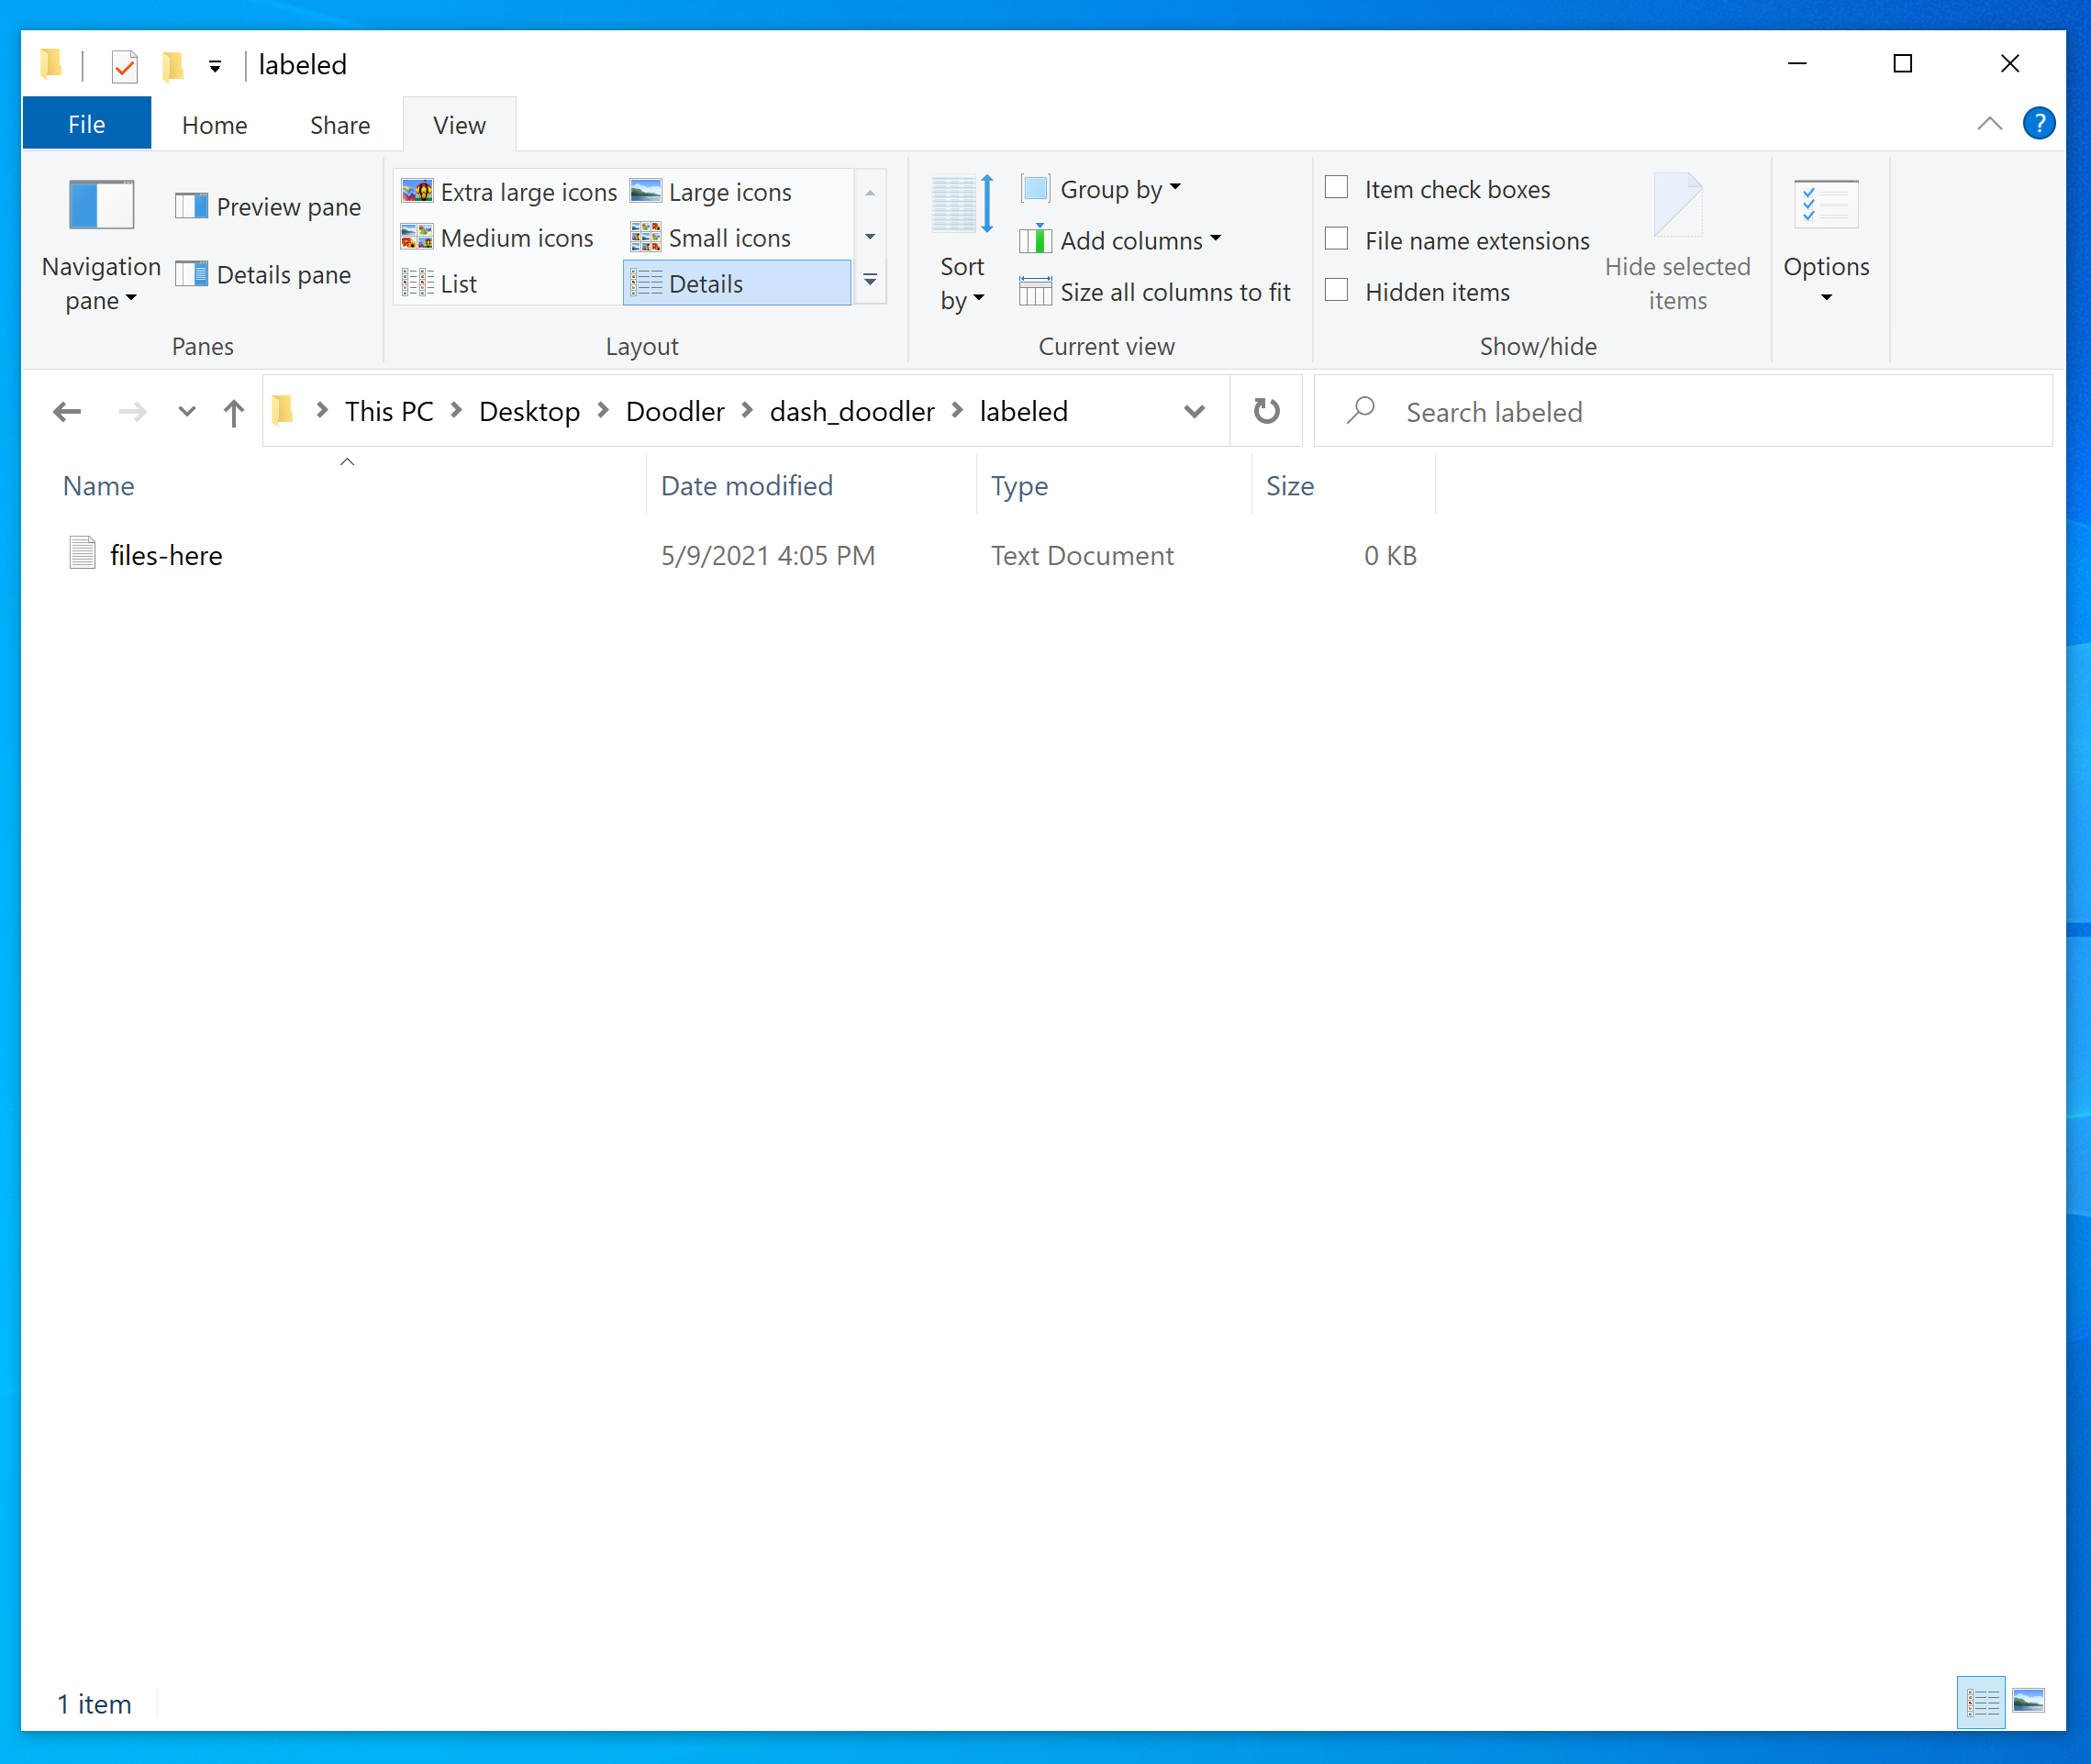 labeled
File Home Share View ?
Navigation pane
Preview pane
Details pane
Panes
Extra large icons Large icons
Medium icons Small icons
List Details
Layout
Sort by
Group by
Add columns
Size all columns to fit
Current view
Item check boxes
File name extensions
Hidden items
Hide selected items
Show/hide
Options
This PC Desktop Doodler dash_doodler labeled
Search labeled
Name Date modified Type Size
files-here 5/9/2021 4:05 PM Text Document 0 KB
1 item